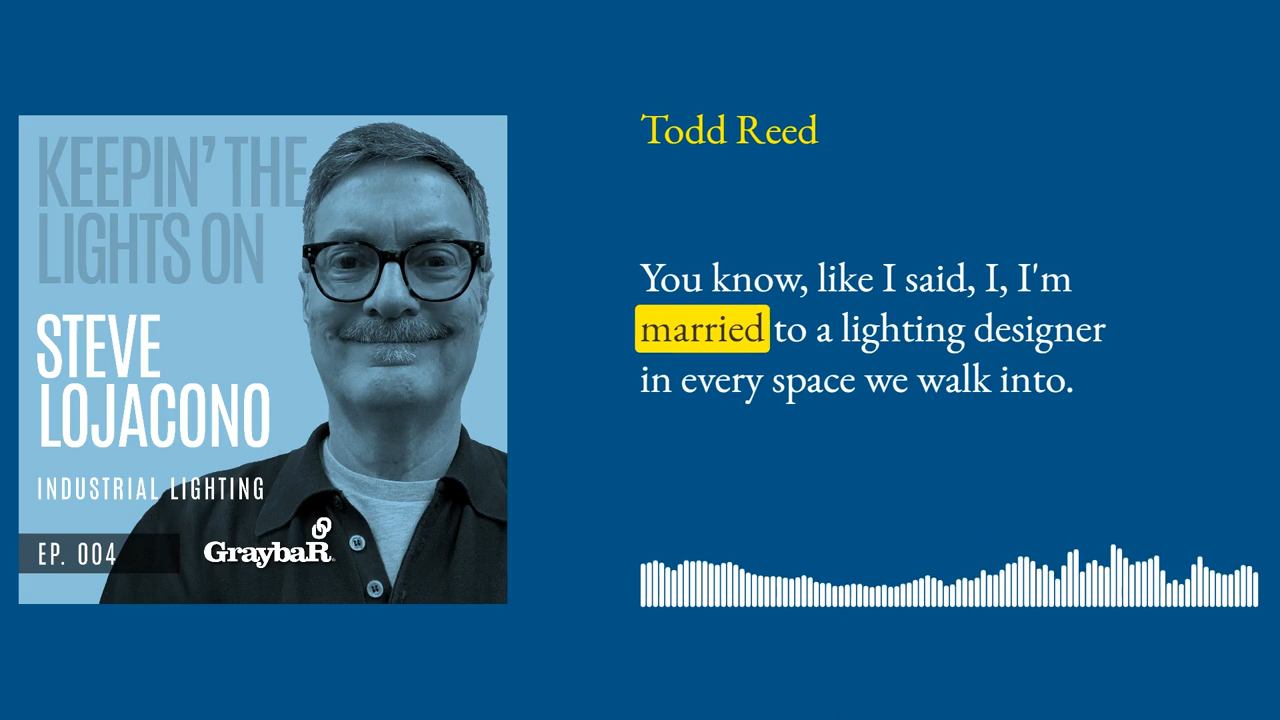 KEEPIN' THE
LIGHTS ON
STEVE
LOJACONO
INDUSTRIAL LIGHTING
EP. 004
GraybaR
Todd Reed
You know, like I said, I, I'm
married to a lighting designer
in every space we walk into.